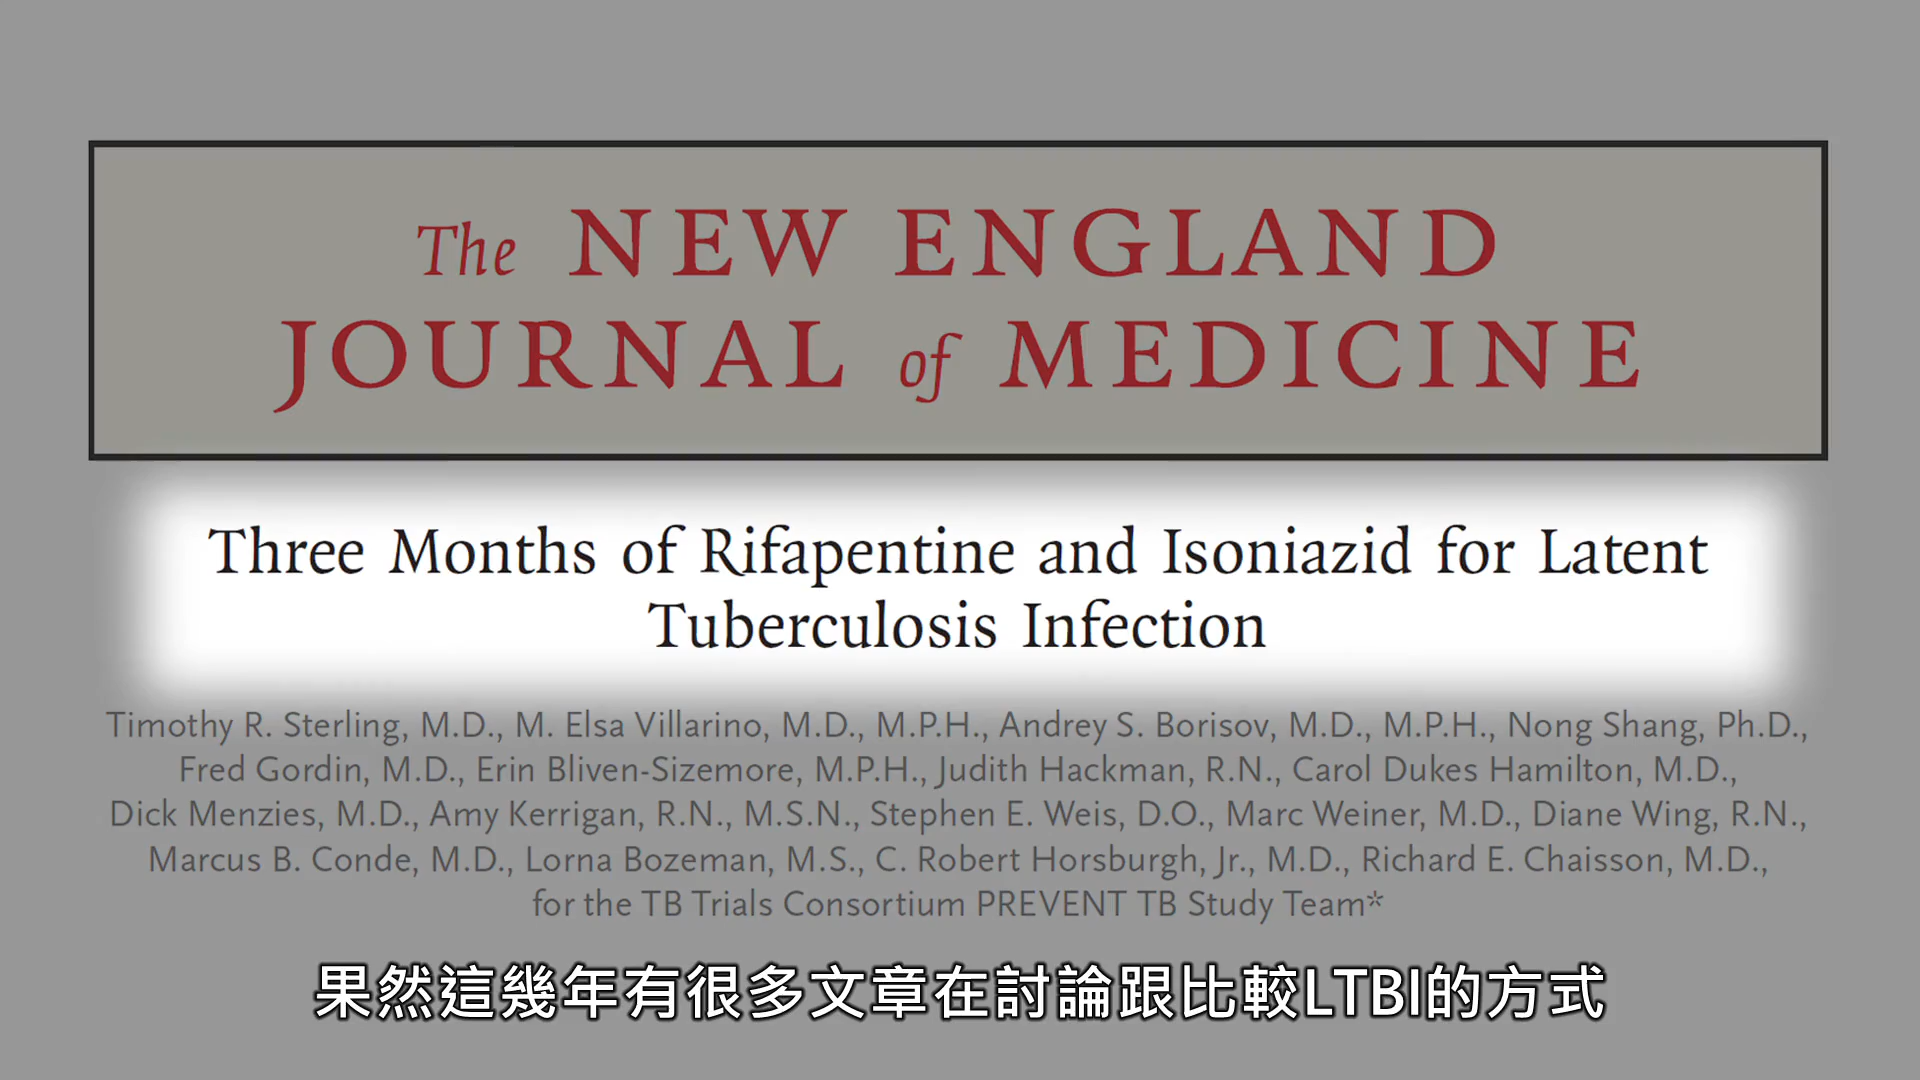 The NEW ENGLAND
JOURNAL of MEDICINE
Three Months of Rifapentine and Isoniazid for Latent
Tuberculosis Infection
Timothy R. Sterling, M.D., M. Elsa Villarino, M.D., M.P.H., Andrey S. Borisov, M.D., M.P.H., Nong Shang, Ph.D.,
Fred Gordin, M.D., Erin Bliven-Sizemore, M.P.H., Judith Hackman, R.N., Carol Dukes Hamilton, M.D.,
Dick Menzies, M.D., Amy Kerrigan, R.N., M.S.N., Stephen E. Weis, D.O., Marc Weiner, M.D., Diane Wing, R.N.,
Marcus B. Conde, M.D., Lorna Bozeman, M.S., C. Robert Horsburgh, Jr., M.D., Richard E. Chaisson, M.D.,
for the TB Trials Consortium PREVENT TB Study Team*
果然這幾年有很多文章在討論跟比較LTBI的方式